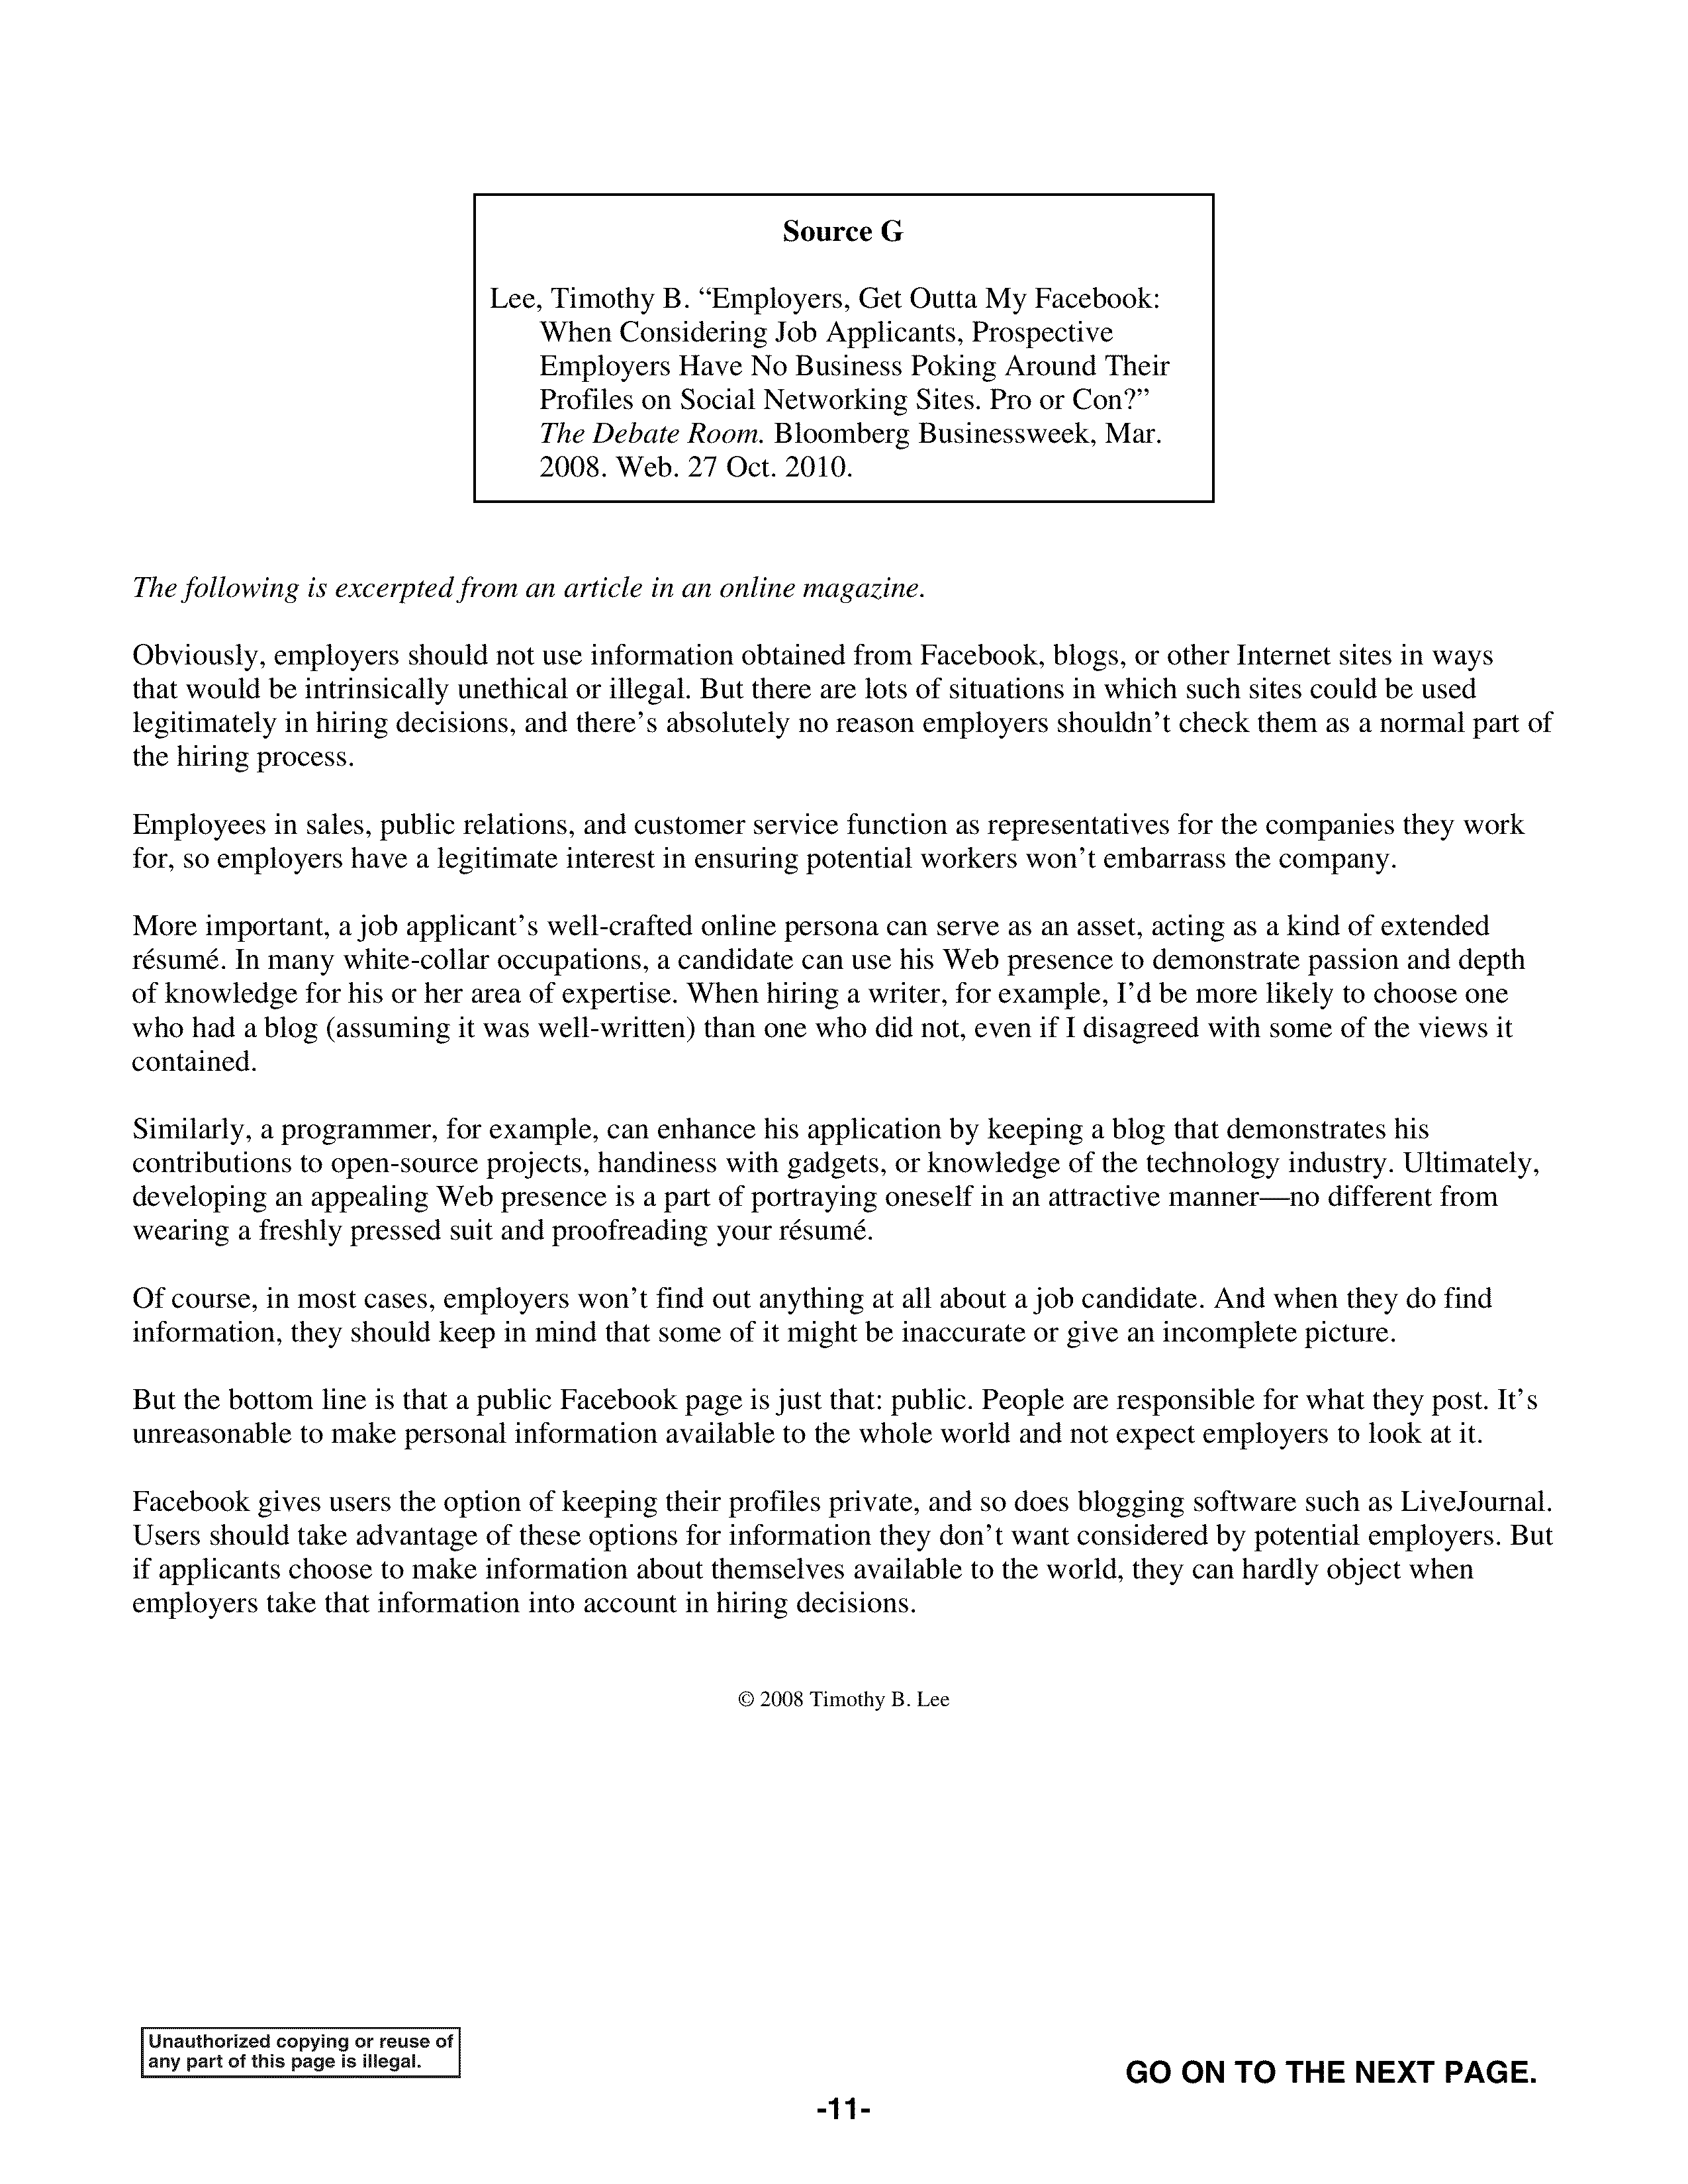 Source G
Lee, Timothy B. “Employers, Get Outta My Facebook:
When Considering Job Applicants, Prospective
Employers Have No Business Poking Around Their
Profiles on Social Networking Sites. Pro or Con?”
The Debate Room. Bloomberg Businessweek, Mar.
2008. Web. 27 Oct. 2010.
The following is excerpted from an article in an online magazine.
Obviously, employers should not use information obtained from Facebook, blogs, or other Internet sites in ways
that would be intrinsically unethical or illegal. But there are lots of situations in which such sites could be used
legitimately in hiring decisions, and there’s absolutely no reason employers shouldn’t check them as a normal part of
the hiring process.
Employees in sales, public relations, and customer service function as representatives for the companies they work
for, so employers have a legitimate interest in ensuring potential workers won’t embarrass the company.
More important, a job applicant’s well-crafted online persona can serve as an asset, acting as a kind of extended
résumé. In many white-collar occupations, a candidate can use his Web presence to demonstrate passion and depth
of knowledge for his or her area of expertise. When hiring a writer, for example, I’d be more likely to choose one
who had a blog (assuming it was well-written) than one who did not, even if I disagreed with some of the views it
contained.
Similarly, a programmer, for example, can enhance his application by keeping a blog that demonstrates his
contributions to open-source projects, handiness with gadgets, or knowledge of the technology industry. Ultimately,
developing an appealing Web presence is a part of portraying oneself in an attractive manner—no different from
wearing a freshly pressed suit and proofreading your résumé.
Of course, in most cases, employers won’t find out anything at all about a job candidate. And when they do find
information, they should keep in mind that some of it might be inaccurate or give an incomplete picture.
But the bottom line is that a public Facebook page is just that: public. People are responsible for what they post. It’s
unreasonable to make personal information available to the whole world and not expect employers to look at it.
Facebook gives users the option of keeping their profiles private, and so does blogging software such as LiveJournal.
Users should take advantage of these options for information they don’t want considered by potential employers. But
if applicants choose to make information about themselves available to the world, they can hardly object when
employers take that information into account in hiring decisions.
© 2008 Timothy B. Lee
Unauthorized copying or reuse of
any part of this page is illegal.
GO ON TO THE NEXT PAGE.
-11-